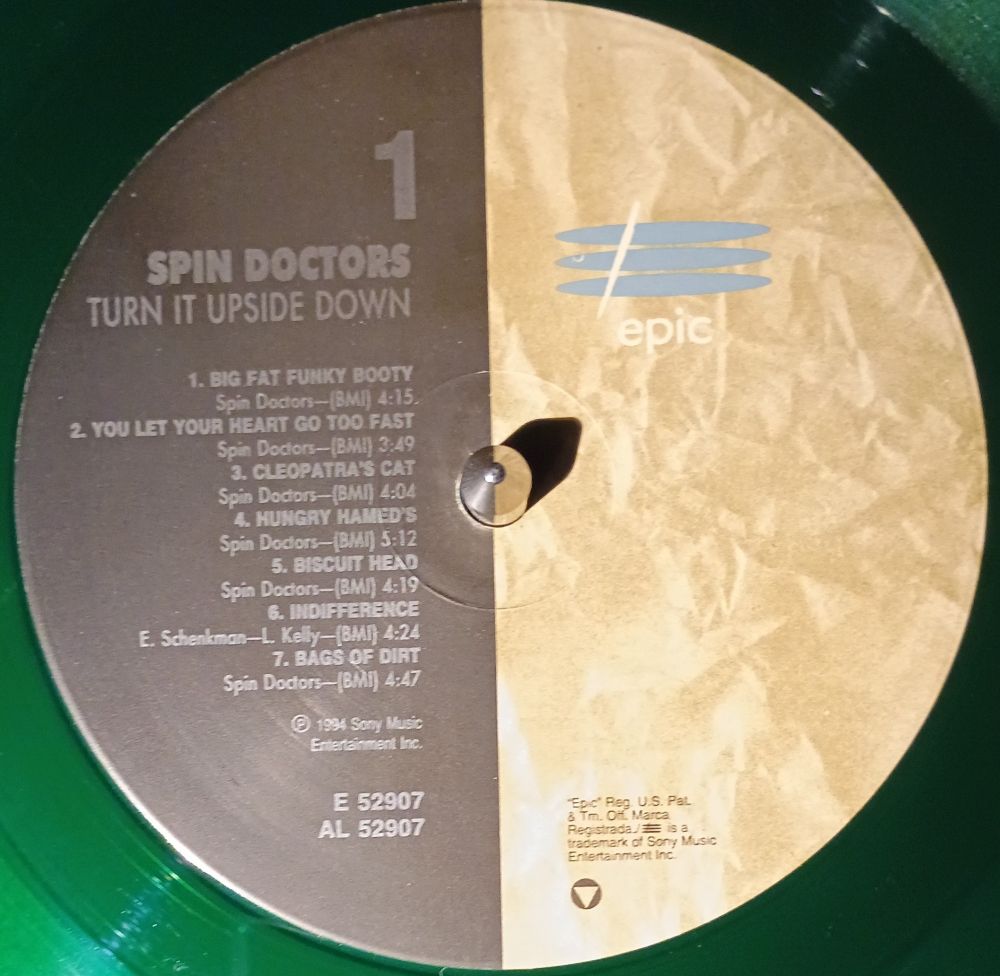 1
SPIN DOCTORS
TURN IT UPSIDE DOWN
1. BIG FAT FUNKY BOOTY
Spin Doctors—(BMI) 4:15
2. YOU LET YOUR HEART GO TOO FAST
Spin Doctors—(BMI) 3:49
3. CLEOPATRA'S CAT
Spin Doctors—(BMI) 4:04
4. HUNGRY HAMED'S
Spin Doctors—(BMI) 5:12
5. BISCUIT HEAD
Spin Doctors—(BMI) 4:19
6. INDIFFERENCE
E. Schenkman—L. Kelly—(BMI) 4:24
7. BAGS OF DIRT
Spin Doctors—(BMI) 4:47
℗ 1994 Sony Music
Entertainment Inc.
E 52907
AL 52907
epic
"Epic" Reg. U.S. Pat.
& Tm. Off. Marca
Registrada./ is a
trademark of Sony Music
Entertainment Inc.